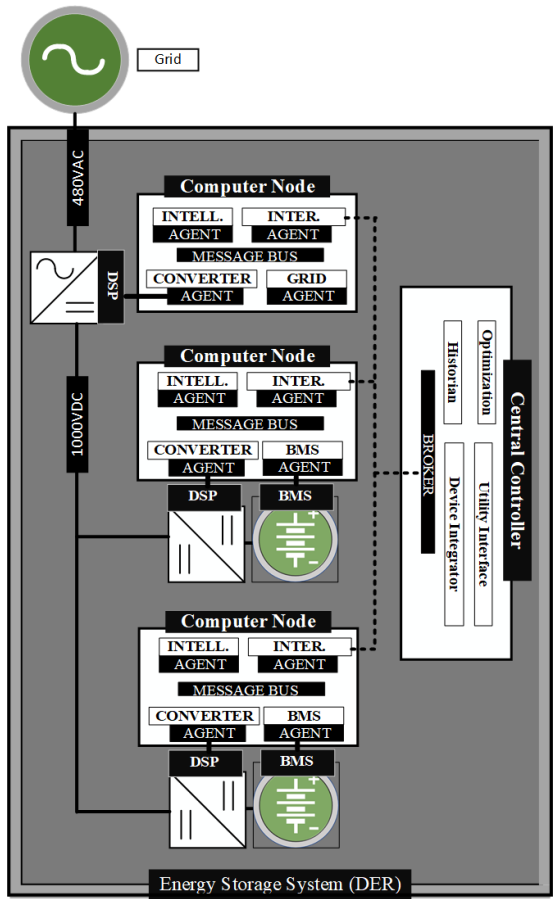 Grid
480VAC
Computer Node
INTELL. INTER.
AGENT AGENT
MESSAGE BUS
CONVERTER GRID
AGENT AGENT
DSP
1000VDC
Computer Node
INTELL. INTER.
AGENT AGENT
MESSAGE BUS
CONVERTER BMS
AGENT AGENT
DSP BMS
+
-
Computer Node
INTELL. INTER.
AGENT AGENT
MESSAGE BUS
CONVERTER BMS
AGENT AGENT
DSP BMS
+
-
BROKER
Historian
Optimization
Device Integrator
Utility Interface
Central Controller
Energy Storage System (DER)